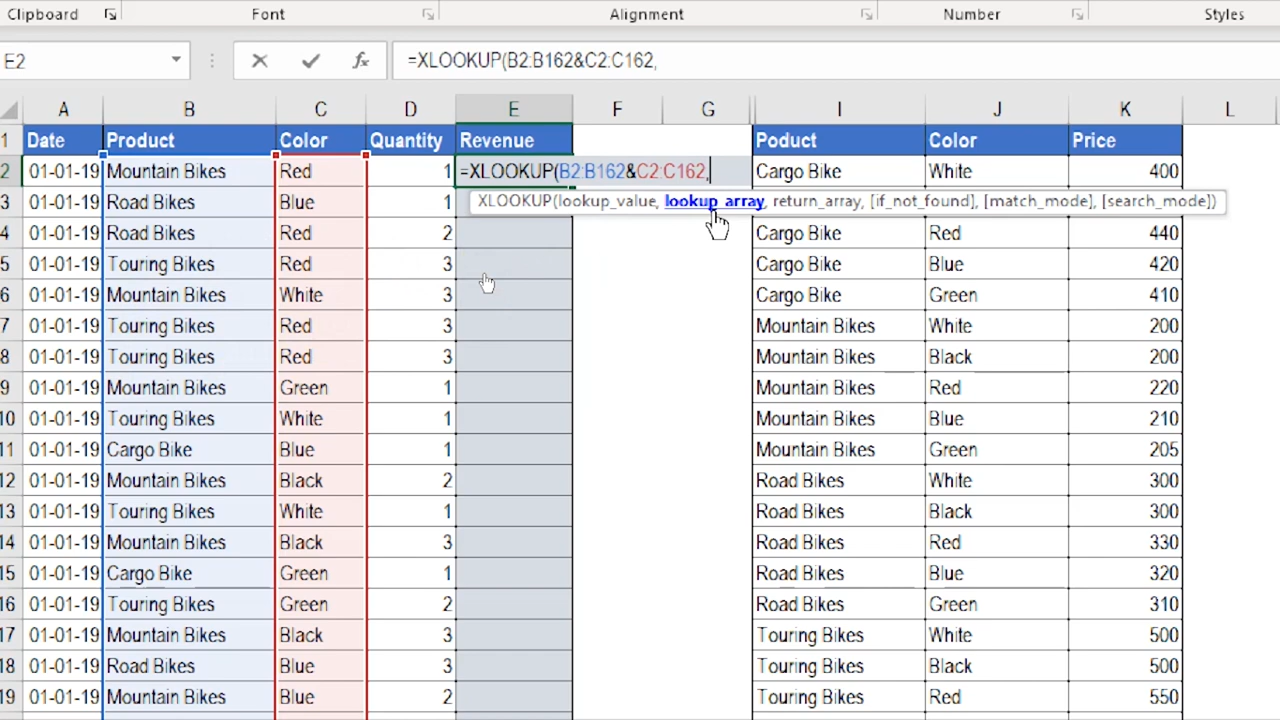 Clipboard Font Alignment Number Styles
E2 fx =XLOOKUP(B2:B162&C2:C162,
A B C D E F G I J K L
1 Date Product Color Quantity Revenue Poduct Color Price
2 01-01-19 Mountain Bikes Red 1 =XLOOKUP(B2:B162&C2:C162, Cargo Bike White 400
3 01-01-19 Road Bikes Blue 1 XLOOKUP(lookup_value, lookup_array, return_array, [if_not_found], [match_mode], [search_mode])
4 01-01-19 Road Bikes Red 2 Cargo Bike Red 440
5 01-01-19 Touring Bikes Red 3 Cargo Bike Blue 420
6 01-01-19 Mountain Bikes White 3 Cargo Bike Green 410
7 01-01-19 Touring Bikes Red 3 Mountain Bikes White 200
8 01-01-19 Touring Bikes Red 3 Mountain Bikes Black 200
9 01-01-19 Mountain Bikes Green 1 Mountain Bikes Red 220
10 01-01-19 Touring Bikes White 1 Mountain Bikes Blue 210
11 01-01-19 Cargo Bike Blue 1 Mountain Bikes Green 205
12 01-01-19 Mountain Bikes Black 2 Road Bikes White 300
13 01-01-19 Touring Bikes White 1 Road Bikes Black 300
14 01-01-19 Mountain Bikes Black 3 Road Bikes Red 330
15 01-01-19 Cargo Bike Green 1 Road Bikes Blue 320
16 01-01-19 Touring Bikes Green 2 Road Bikes Green 310
17 01-01-19 Mountain Bikes Black 3 Touring Bikes White 500
18 01-01-19 Road Bikes Blue 3 Touring Bikes Black 500
19 01-01-19 Mountain Bikes Blue 2 Touring Bikes Red 550